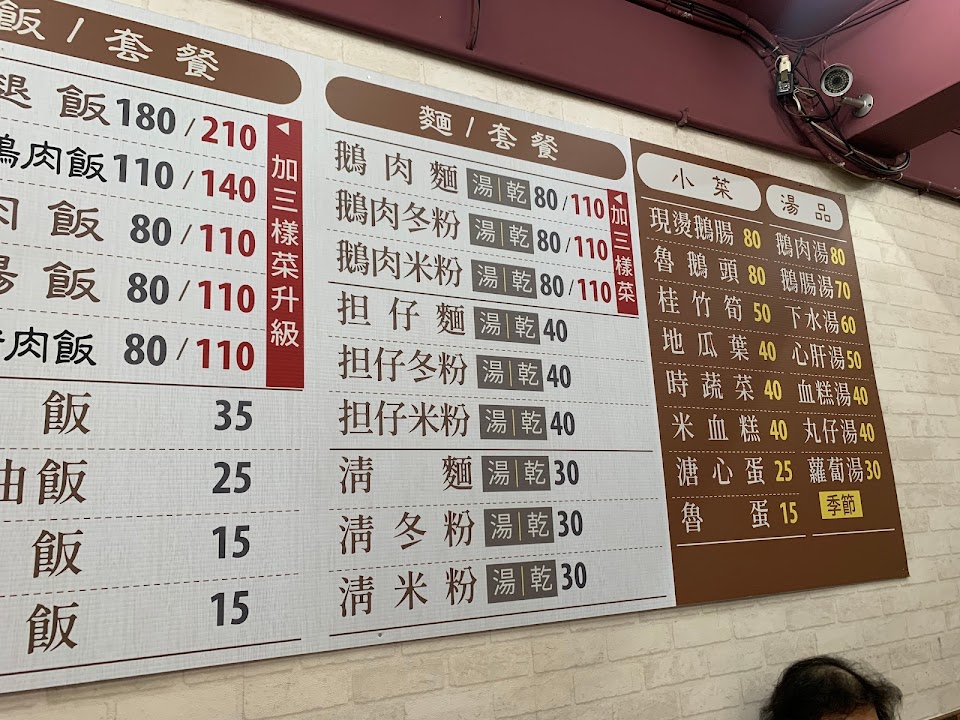 飯/套餐
飯 180/210
肉飯 110/140
肉飯 80/110
飯 80/110
肉飯 80/110
◀加三樣菜升級
飯 35
油飯 25
飯 15
飯 15
麵/套餐
鵝肉麵 湯|乾 80/110
鵝肉冬粉 湯|乾 80/110
鵝肉米粉 湯|乾 80/110
◀加三樣菜
担仔麵 湯|乾 40
担仔冬粉 湯|乾 40
担仔米粉 湯|乾 40
清麵 湯|乾 30
清冬粉 湯|乾 30
清米粉 湯|乾 30
小菜
現燙鵝腸 80
魯鵝頭 80
桂竹筍 50
地瓜葉 40
時蔬菜 40
米血糕 40
溏心蛋 25
魯蛋 15
湯品
鵝肉湯 80
鵝腸湯 70
下水湯 60
心肝湯 50
血糕湯 40
丸仔湯 40
蘿蔔湯 30
季節